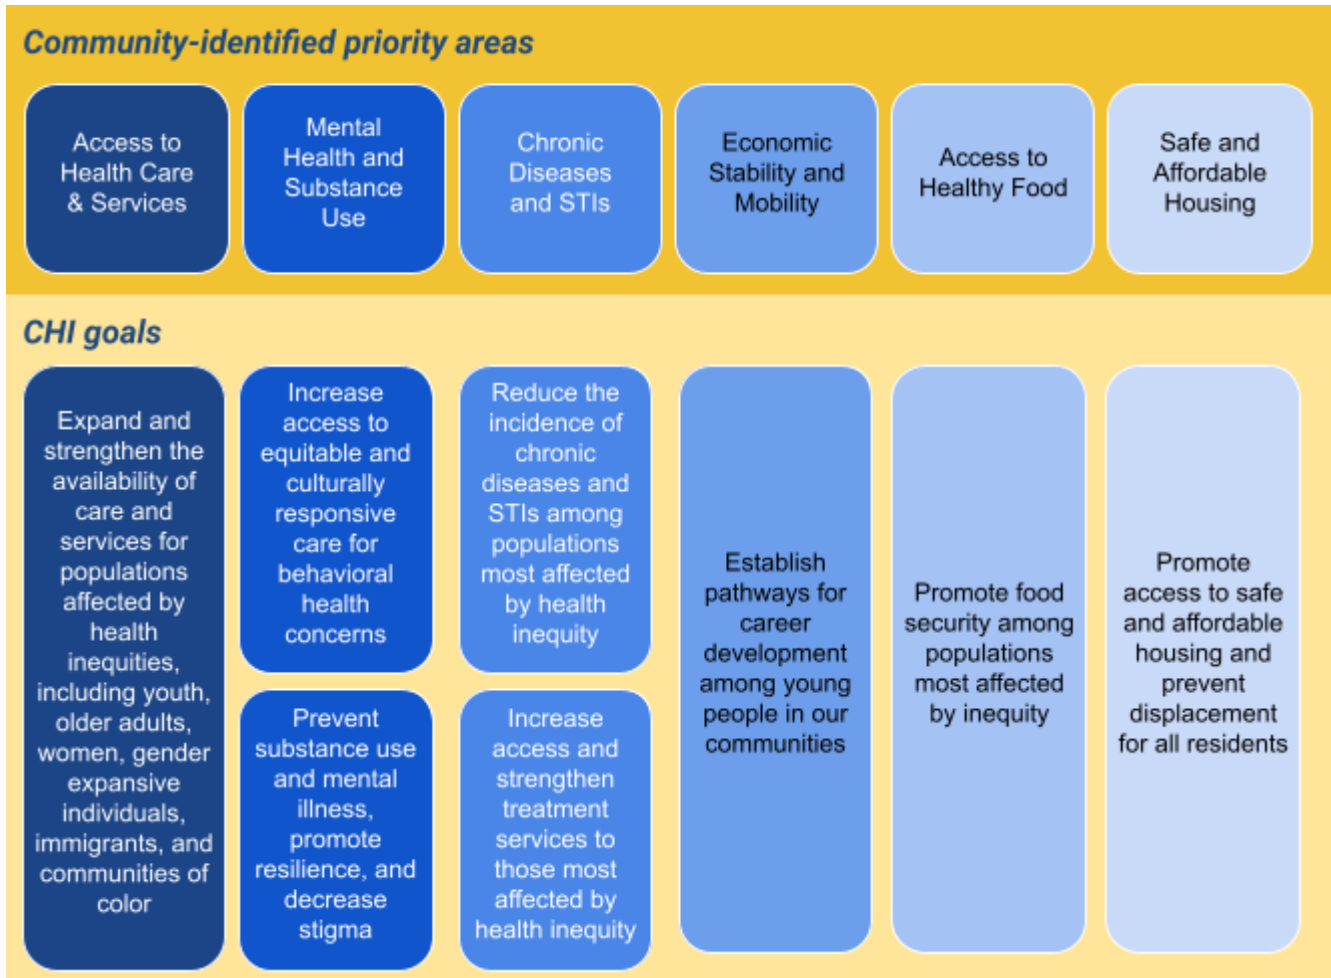 Community-identified priority areas
Access to
Health Care
& Services
Mental
Health and
Substance
Use
Chronic
Diseases
and STIs
Economic
Stability and
Mobility
Access to
Healthy Food
Safe and
Affordable
Housing
CHI goals
Expand and
strengthen the
availability of
care and
services for
populations
affected by
health
inequities,
including youth,
older adults,
women, gender
expansive
individuals,
immigrants, and
communities of
color
Increase
access to
equitable and
culturally
responsive
care for
behavioral
health
concerns
Prevent
substance use
and mental
illness,
promote
resilience, and
decrease
stigma
Reduce the
incidence of
chronic
diseases and
STIs among
populations
most affected
by health
inequity
Increase
access and
strengthen
treatment
services to
those most
affected by
health inequity
Establish
pathways for
career
development
among young
people in our
communities
Promote food
security among
populations
most affected
by inequity
Promote
access to safe
and affordable
housing and
prevent
displacement
for all residents